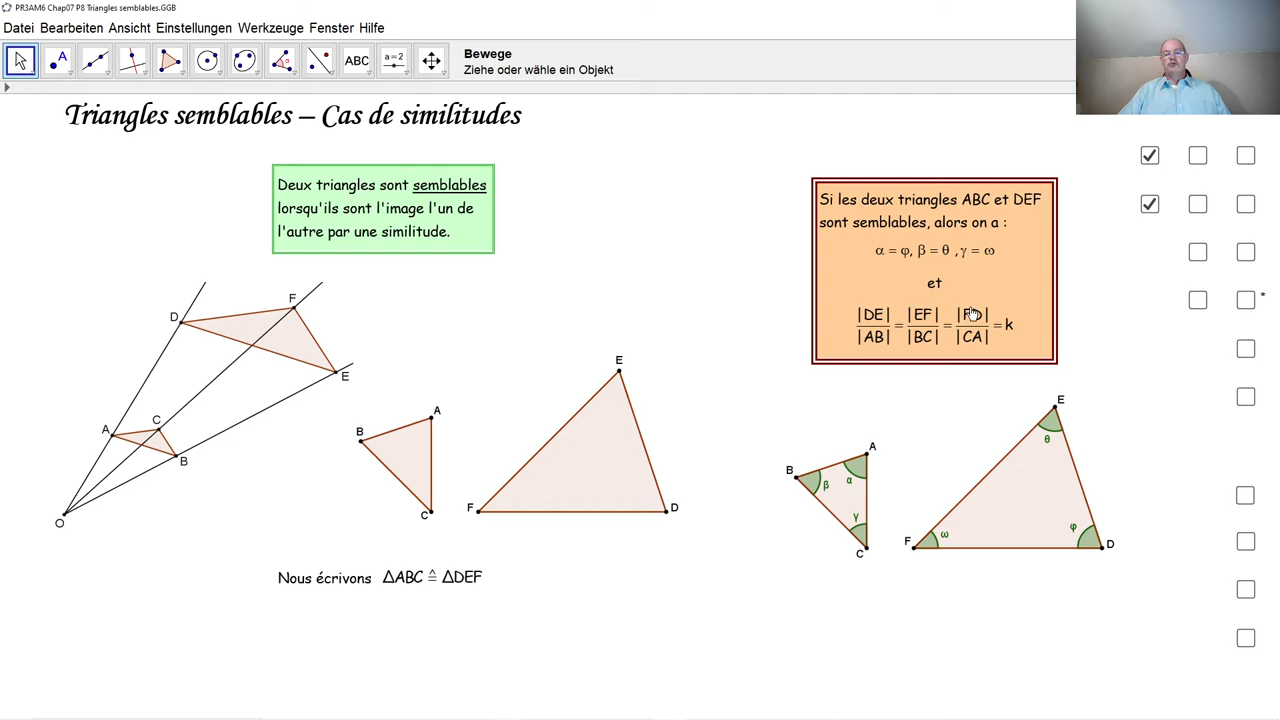 PR3AM6 Chap07 P8 Triangles semblables.GGB
Datei Bearbeiten Ansicht Einstellungen Werkzeuge Fenster Hilfe
A
ABC
a=2
Bewege
Ziehe oder wähle ein Objekt
Triangles semblables – Cas de similitudes
Deux triangles sont semblables
lorsqu'ils sont l'image l'un de
l'autre par une similitude.
Si les deux triangles ABC et DEF
sont semblables, alors on a :
α = φ, β = θ , γ = ω
et
|DE| / |AB| = |EF| / |BC| = |FD| / |CA| = k
*
D
F
E
A
C
B
O
A
B
C
E
F
D
A
B
C
α
β
γ
E
F
D
θ
ω
φ
Nous écrivons ΔABC ≙ ΔDEF